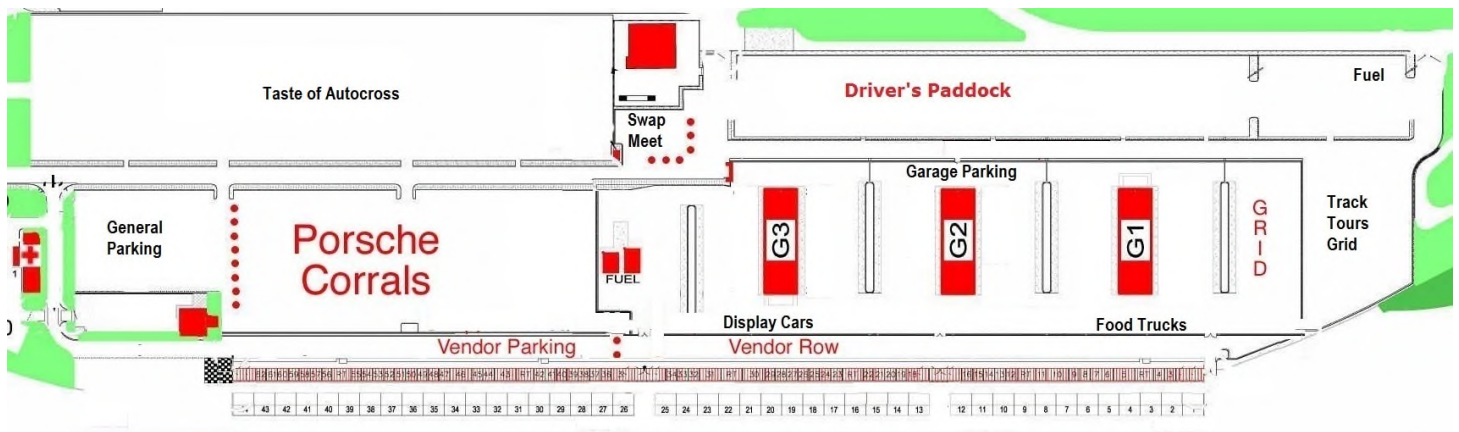 Taste of Autocross
Swap
Meet
Driver's Paddock
Fuel
General
Parking
Porsche
Corrals
FUEL
Garage Parking
G3
G2
G1
GRID
Track
Tours
Grid
Display Cars
Food Trucks
Vendor Parking
Vendor Row
43 42 41 40 39 38 37 36 35 34 33 32 31 30 29 28 27 26 25 24 23 22 21 20 19 18 17 16 15 14 13 12 11 10 9 8 7 6 5 4 3 2